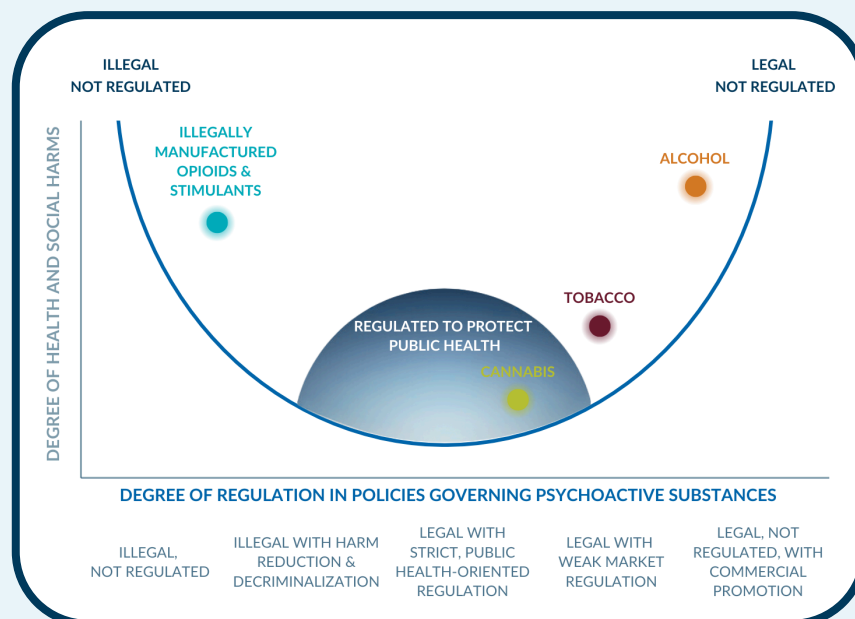 ILLEGAL
NOT REGULATED
LEGAL
NOT REGULATED
DEGREE OF HEALTH AND SOCIAL HARMS
ILLEGALLY
MANUFACTURED
OPIOIDS &
STIMULANTS
ALCOHOL
TOBACCO
REGULATED TO PROTECT
PUBLIC HEALTH
CANNABIS
DEGREE OF REGULATION IN POLICIES GOVERNING PSYCHOACTIVE SUBSTANCES
ILLEGAL,
NOT REGULATED
ILLEGAL WITH HARM
REDUCTION &
DECRIMINALIZATION
LEGAL WITH
STRICT, PUBLIC
HEALTH-ORIENTED
REGULATION
LEGAL WITH
WEAK MARKET
REGULATION
LEGAL, NOT
REGULATED, WITH
COMMERCIAL
PROMOTION